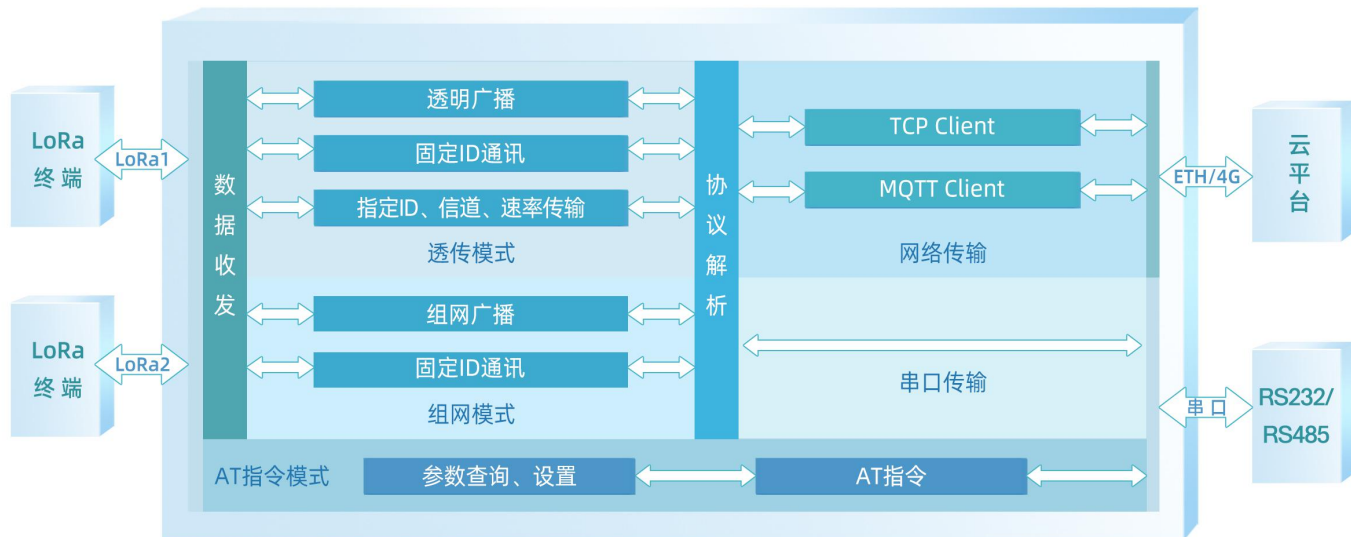 LoRa
终 端
LoRa1
LoRa
终 端
LoRa2
数
据
收
发
透明广播
固定ID通讯
指定ID、信道、速率传输
透传模式
组网广播
固定ID通讯
组网模式
协
议
解
析
TCP Client
MQTT Client
网络传输
串口传输
AT指令模式
参数查询、设置
AT指令
ETH/4G
云
平
台
串 口
RS232/
RS485